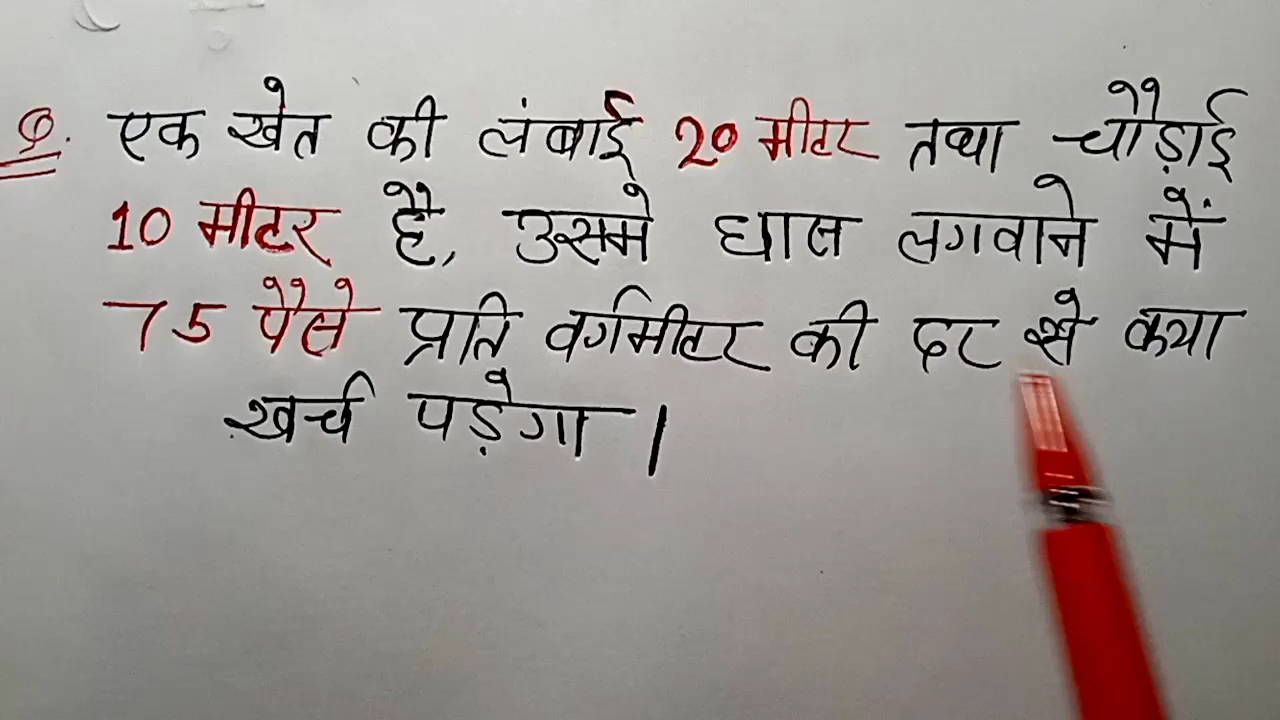 Q. एक खेत की लंबाई 20 मीटर तथा चौड़ाई
10 मीटर है, उसमे घास लगवाने में
75 पैसे प्रति वर्गमीटर की दर से क्या
खर्च पड़ेगा।